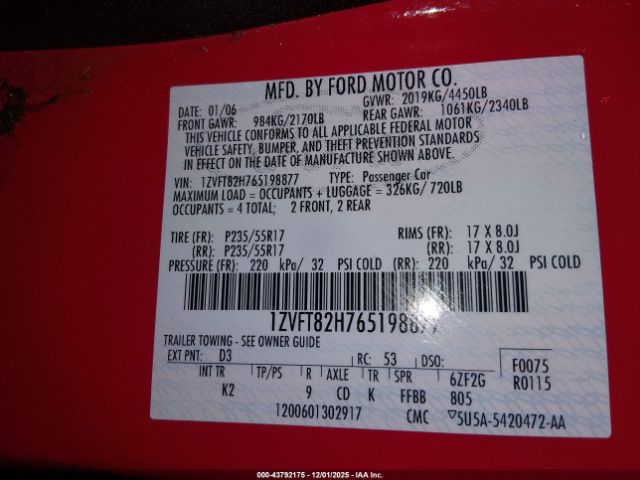 MFD. BY FORD MOTOR CO.
DATE: 01/06 GVWR: 2019KG/4450LB
FRONT GAWR: 984KG/2170LB REAR GAWR: 1061KG/2340LB
THIS VEHICLE CONFORMS TO ALL APPLICABLE FEDERAL MOTOR
VEHICLE SAFETY, BUMPER, AND THEFT PREVENTION STANDARDS
IN EFFECT ON THE DATE OF MANUFACTURE SHOWN ABOVE.
VIN: 1ZVFT82H765198877 TYPE: Passenger Car
MAXIMUM LOAD = OCCUPANTS + LUGGAGE = 326KG/ 720LB
OCCUPANTS = 4 TOTAL; 2 FRONT, 2 REAR
TIRE (FR): P235/55R17 RIMS (FR): 17 X 8.0J
(RR): P235/55R17 (RR): 17 X 8.0J
PRESSURE (FR): 220 kPa/ 32 PSI COLD (RR): 220 kPa/ 32 PSI COLD
1ZVFT82H765198877
TRAILER TOWING - SEE OWNER GUIDE
EXT PNT: D3 RC: 53 DSO: F0075
INT TR TP/PS R AXLE TR SPR 6ZF2G R0115
K2 9 CD K FFBB 805
1200601302917 CMC ▽5U5A-5420472-AA
000-43792175 - 12/01/2025 - IAA Inc.